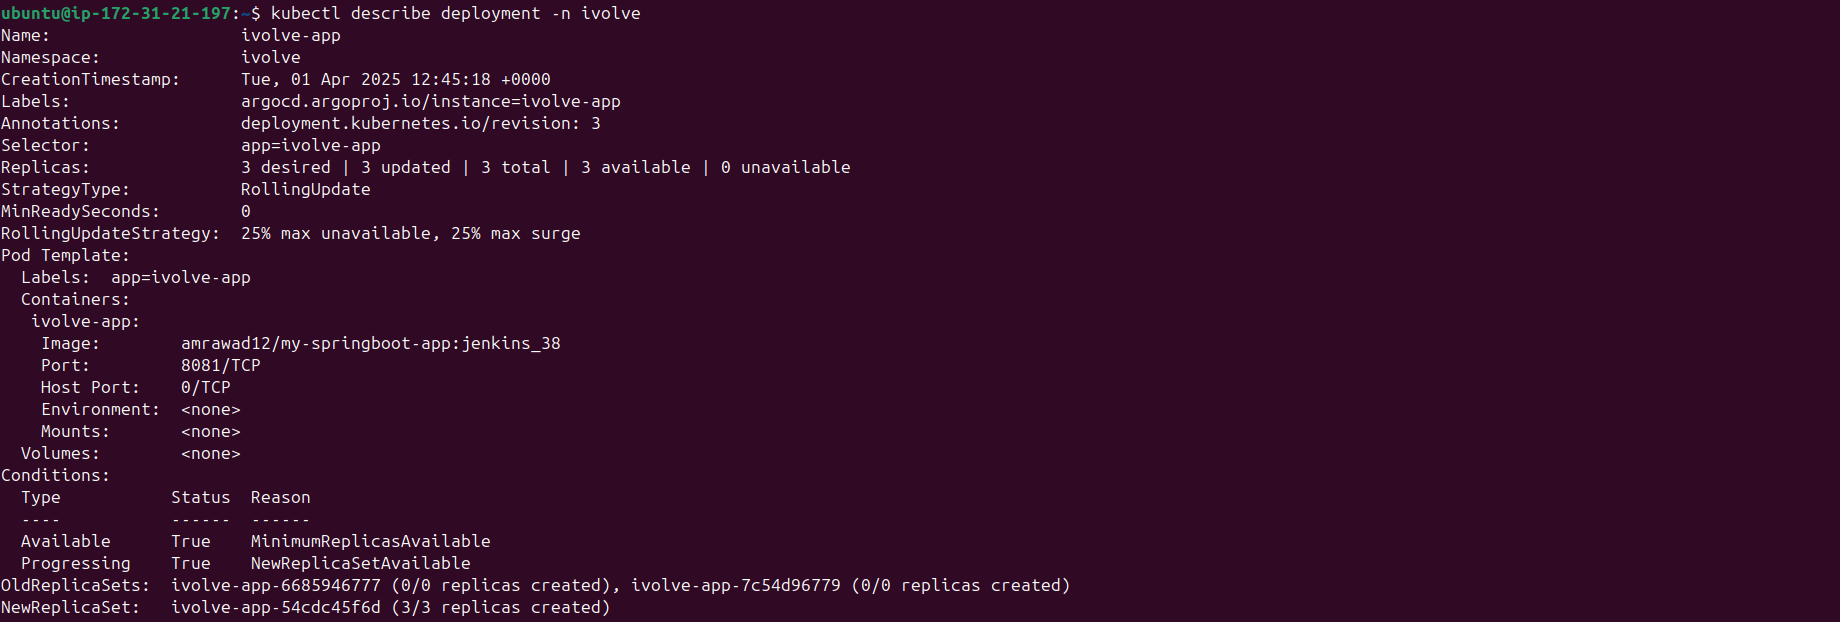 ubuntu@ip-172-31-21-197:~$ kubectl describe deployment -n ivolve
Name:                   ivolve-app
Namespace:              ivolve
CreationTimestamp:      Tue, 01 Apr 2025 12:45:18 +0000
Labels:                 argocd.argoproj.io/instance=ivolve-app
Annotations:            deployment.kubernetes.io/revision: 3
Selector:               app=ivolve-app
Replicas:               3 desired | 3 updated | 3 total | 3 available | 0 unavailable
StrategyType:           RollingUpdate
MinReadySeconds:        0
RollingUpdateStrategy:  25% max unavailable, 25% max surge
Pod Template:
  Labels:  app=ivolve-app
  Containers:
   ivolve-app:
    Image:        amrawad12/my-springboot-app:jenkins_38
    Port:         8081/TCP
    Host Port:    0/TCP
    Environment:  <none>
    Mounts:       <none>
  Volumes:        <none>
Conditions:
  Type           Status  Reason
  ----           ------  ------
  Available      True    MinimumReplicasAvailable
  Progressing    True    NewReplicaSetAvailable
OldReplicaSets:  ivolve-app-6685946777 (0/0 replicas created), ivolve-app-7c54d96779 (0/0 replicas created)
NewReplicaSet:   ivolve-app-54cdc45f6d (3/3 replicas created)